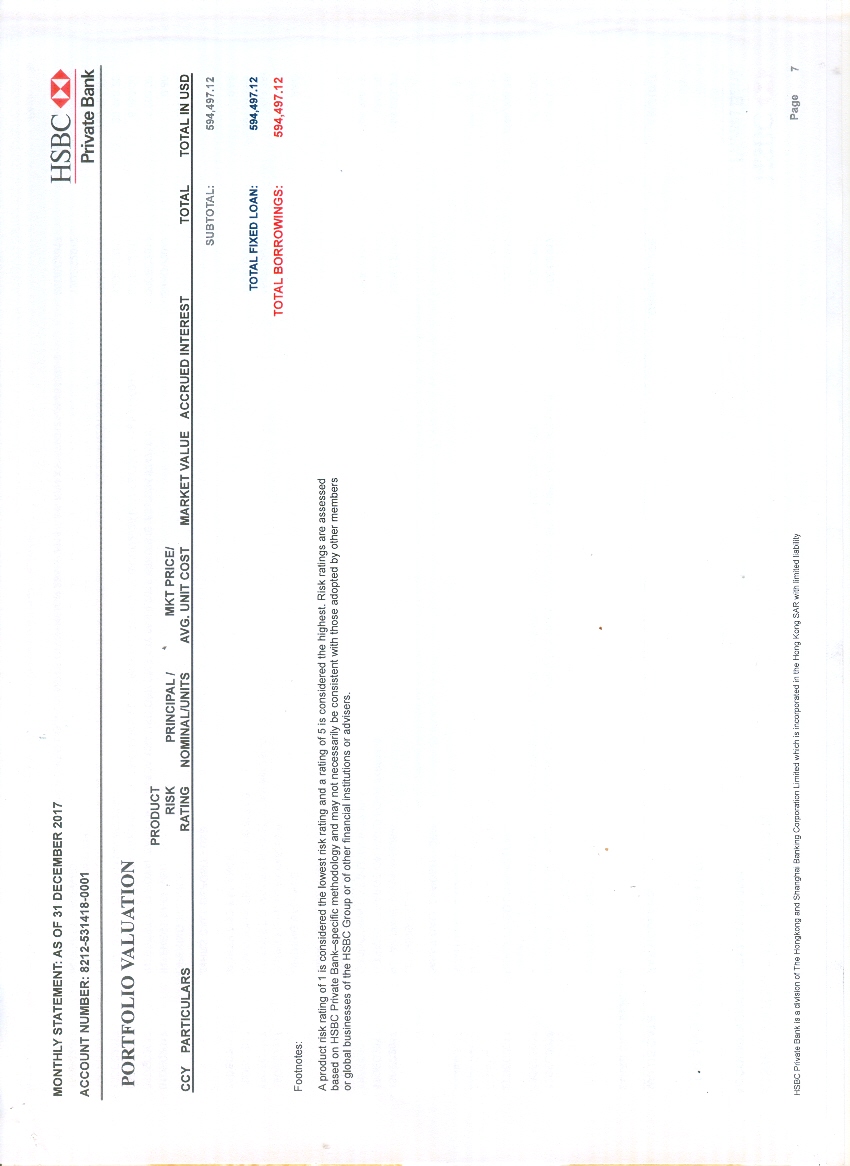 MONTHLY STATEMENT: AS OF 31 DECEMBER 2017
ACCOUNT NUMBER: 8212-531418-0001
HSBC
Private Bank
PORTFOLIO VALUATION
CCY PARTICULARS
PRODUCT
RISK
RATING
PRINCIPAL /
NOMINAL/UNITS
MKT PRICE/
AVG. UNIT COST
MARKET VALUE
ACCRUED INTEREST
TOTAL
TOTAL IN USD
SUBTOTAL: 594,497.12
TOTAL FIXED LOAN: 594,497.12
TOTAL BORROWINGS: 594,497.12
Footnotes:
A product risk rating of 1 is considered the lowest risk rating and a rating of 5 is considered the highest. Risk ratings are assessed
based on HSBC Private Bank–specific methodology and may not necessarily be consistent with those adopted by other members
or global businesses of the HSBC Group or of other financial institutions or advisers.
HSBC Private Bank is a division of The Hongkong and Shanghai Banking Corporation Limited which is incorporated in the Hong Kong SAR with limited liability
Page 7